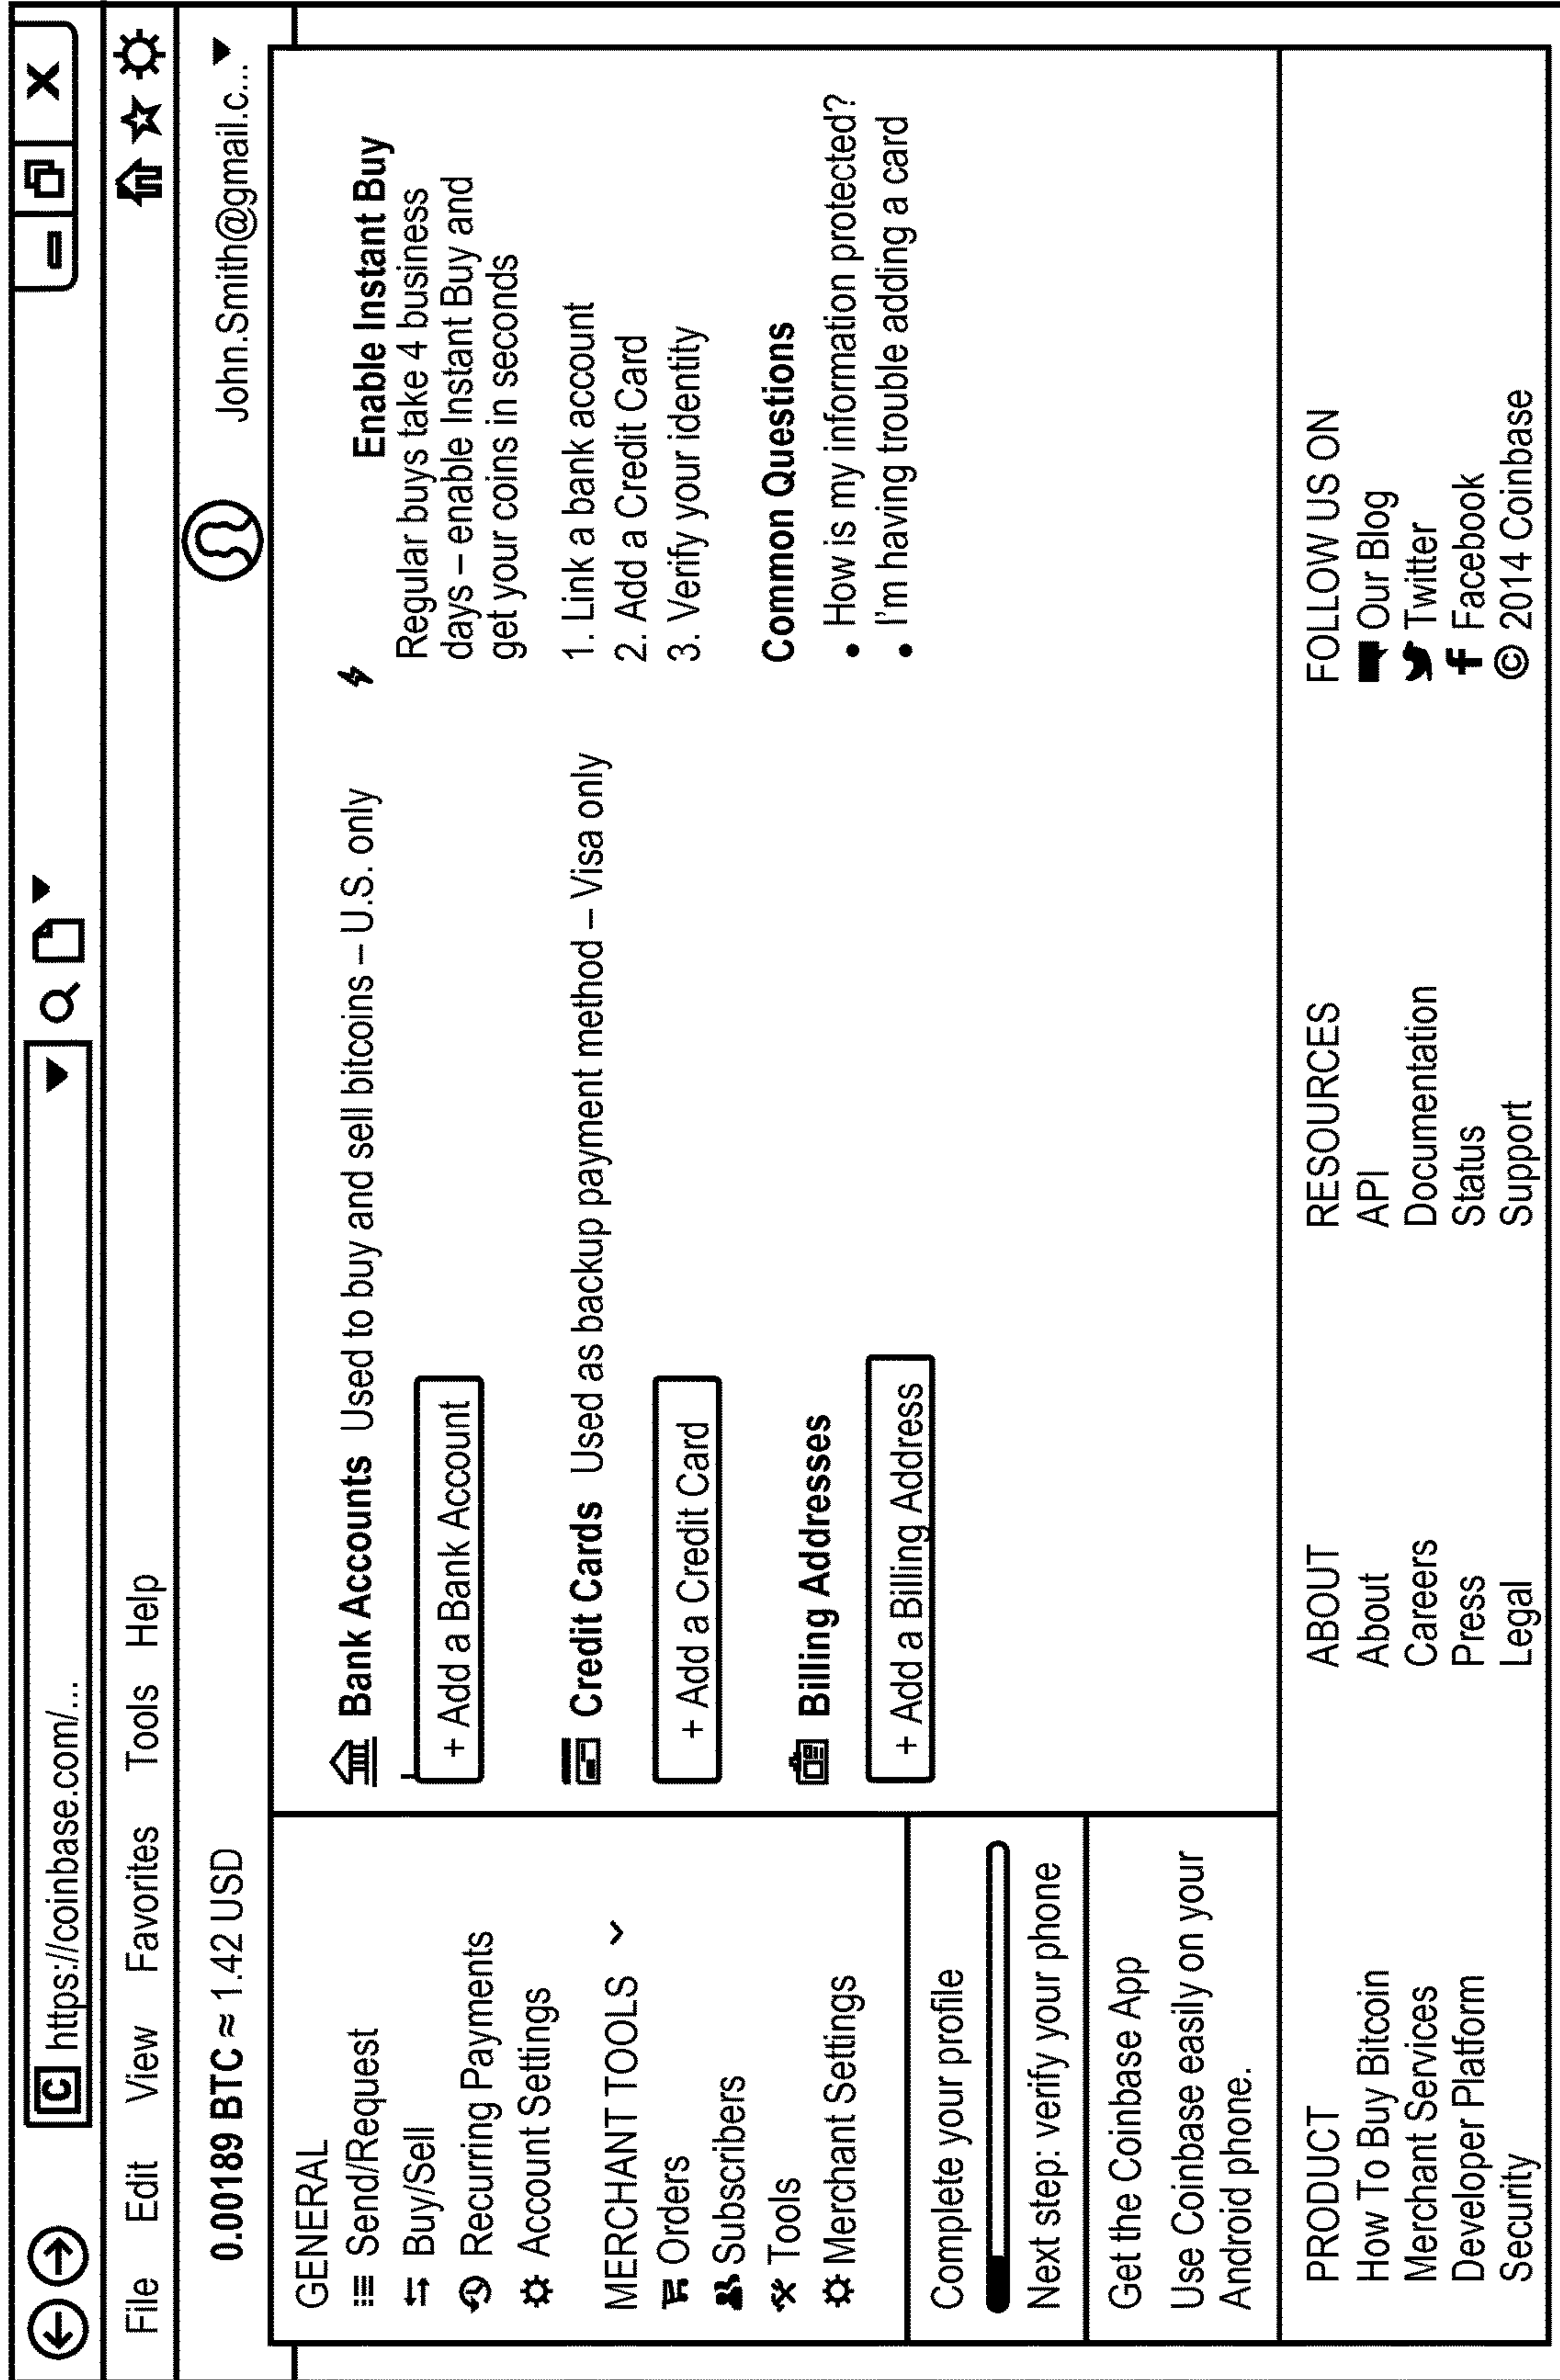 C https://coinbase.com/...
X
File Edit View Favorites Tools Help
0.00189 BTC ≈ 1.42 USD
John.Smith@gmail.c...
GENERAL
Send/Request
Buy/Sell
Recurring Payments
Account Settings
MERCHANT TOOLS
Orders
Subscribers
Tools
Merchant Settings
Complete your profile
Next step: verify your phone
Get the Coinbase App
Use Coinbase easily on your
Android phone.
Bank Accounts Used to buy and sell bitcoins – U.S. only
+ Add a Bank Account
Credit Cards Used as backup payment method – Visa only
+ Add a Credit Card
Billing Addresses
+ Add a Billing Address
Enable Instant Buy
Regular buys take 4 business
days – enable Instant Buy and
get your coins in seconds
1. Link a bank account
2. Add a Credit Card
3. Verify your identity
Common Questions
• How is my information protected?
• I'm having trouble adding a card
PRODUCT
How To Buy Bitcoin
Merchant Services
Developer Platform
Security
ABOUT
About
Careers
Press
Legal
RESOURCES
API
Documentation
Status
Support
FOLLOW US ON
Our Blog
Twitter
f Facebook
© 2014 Coinbase